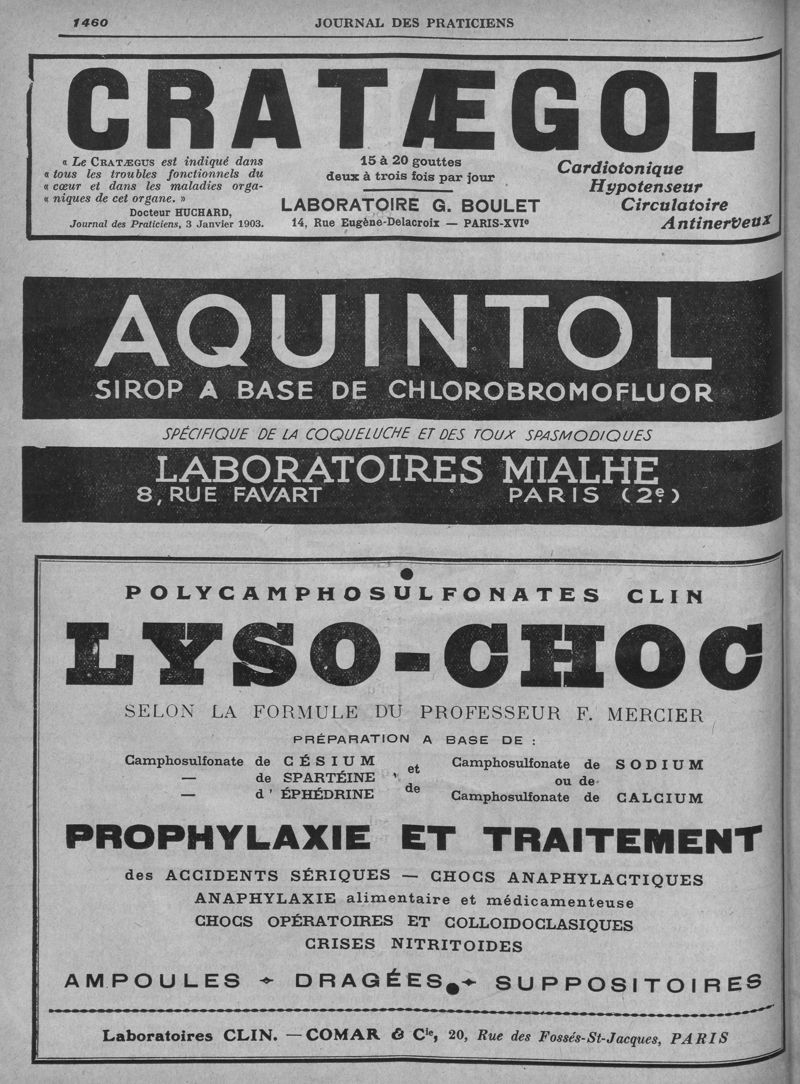 1460
JOURNAL DES PRATICIENS
CRATÆGOL
« Le CRATÆGUS est indiqué dans
« tous les troubles fonctionnels du
« cœur et dans les maladies orga-
« niques de cet organe. »
Docteur HUCHARD,
Journal des Praticiens, 3 Janvier 1903.
15 à 20 gouttes
deux à trois fois par jour
LABORATOIRE G. BOULET
14, Rue Eugène-Delacroix — PARIS-XVIe
Cardiotonique
Hypotenseur
Circulatoire
Antinerveux
AQUINTOL
SIROP A BASE DE CHLOROBROMOFLUOR
SPÉCIFIQUE DE LA COQUELUCHE ET DES TOUX SPASMODIQUES
LABORATOIRES MIALHE
8, RUE FAVART PARIS (2e)
POLYCAMPHOSULFONATES CLIN
LYSO-CHOC
SELON LA FORMULE DU PROFESSEUR F. MERCIER
PRÉPARATION A BASE DE :
Camphosulfonate de CÉSIUM
— de SPARTÉINE
— d'ÉPHÉDRINE
et
de
Camphosulfonate de SODIUM
ou de
Camphosulfonate de CALCIUM
PROPHYLAXIE ET TRAITEMENT
des ACCIDENTS SÉRIQUES — CHOCS ANAPHYLACTIQUES
ANAPHYLAXIE alimentaire et médicamenteuse
CHOCS OPÉRATOIRES ET COLLOIDOCLASIQUES
CRISES NITRITOIDES
AMPOULES ✦ DRAGÉES ✦ SUPPOSITOIRES
Laboratoires CLIN. — COMAR & Cie, 20, Rue des Fossés-St-Jacques, PARIS